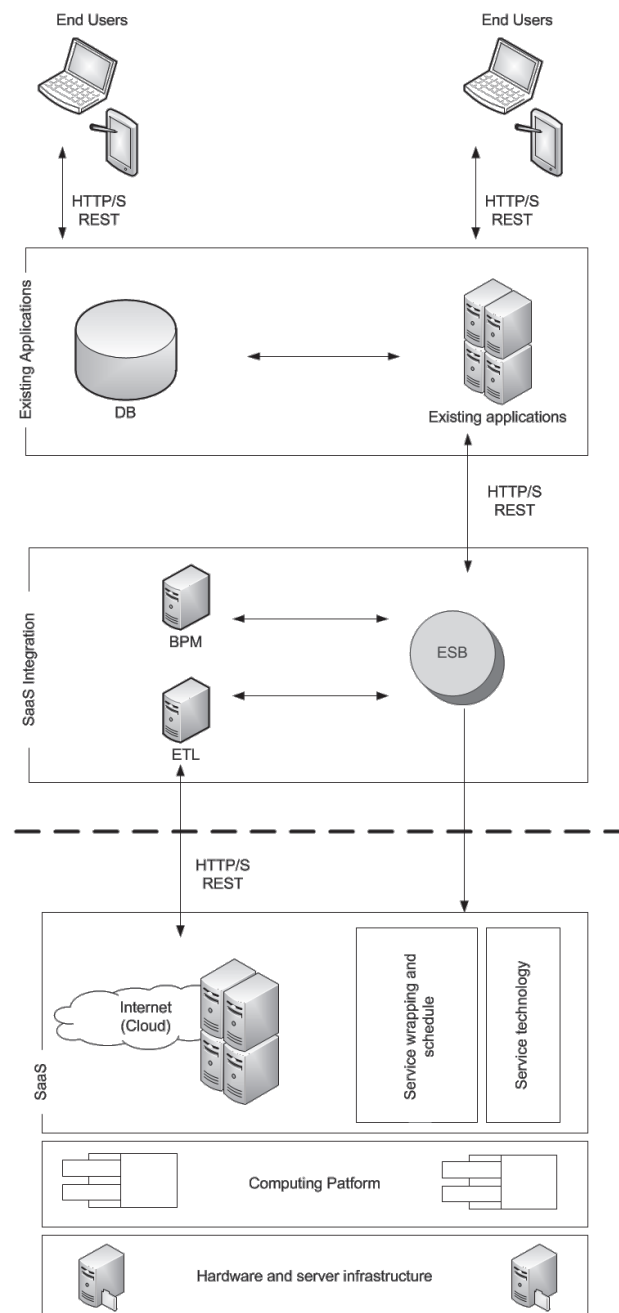 End Users
End Users
HTTP/S
REST
HTTP/S
REST
Existing Applications
DB
Existing applications
HTTP/S
REST
SaaS Integration
BPM
ESB
ETL
HTTP/S
REST
SaaS
Internet
(Cloud)
Service wrapping and
schedule
Service technology
Computing Patform
Hardware and server infrastructure